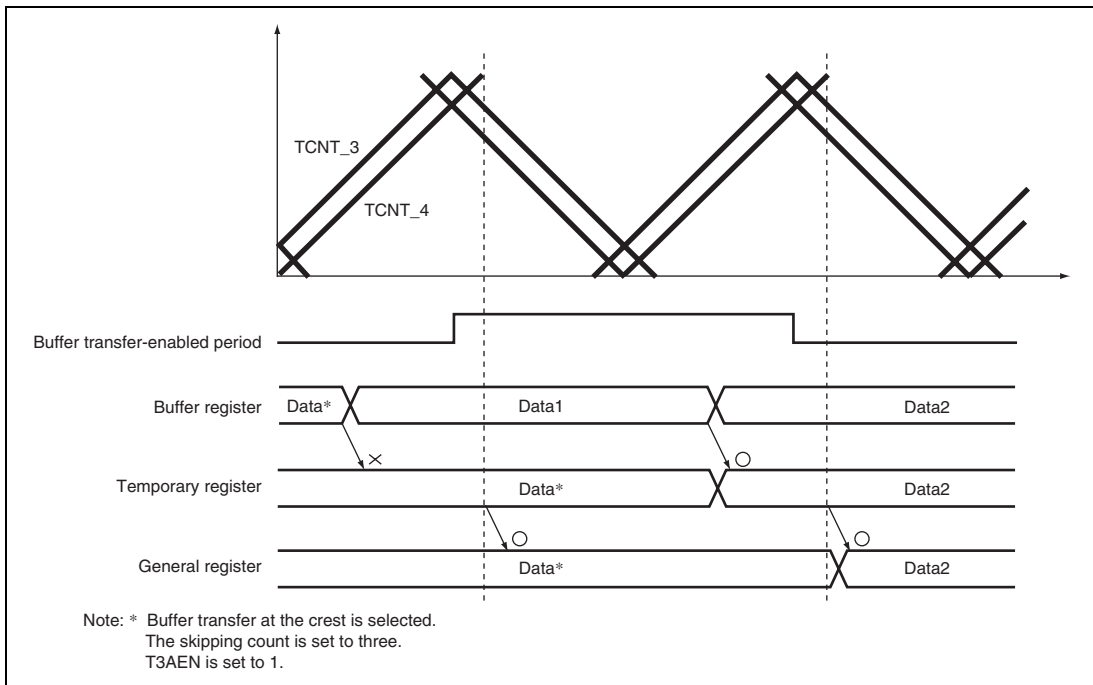 TCNT_3
TCNT_4
Buffer transfer-enabled period
Buffer register
Data*
Data1
Data2
Temporary register
Data*
Data2
General register
Data*
Data2
Note: * Buffer transfer at the crest is selected.
The skipping count is set to three.
T3AEN is set to 1.